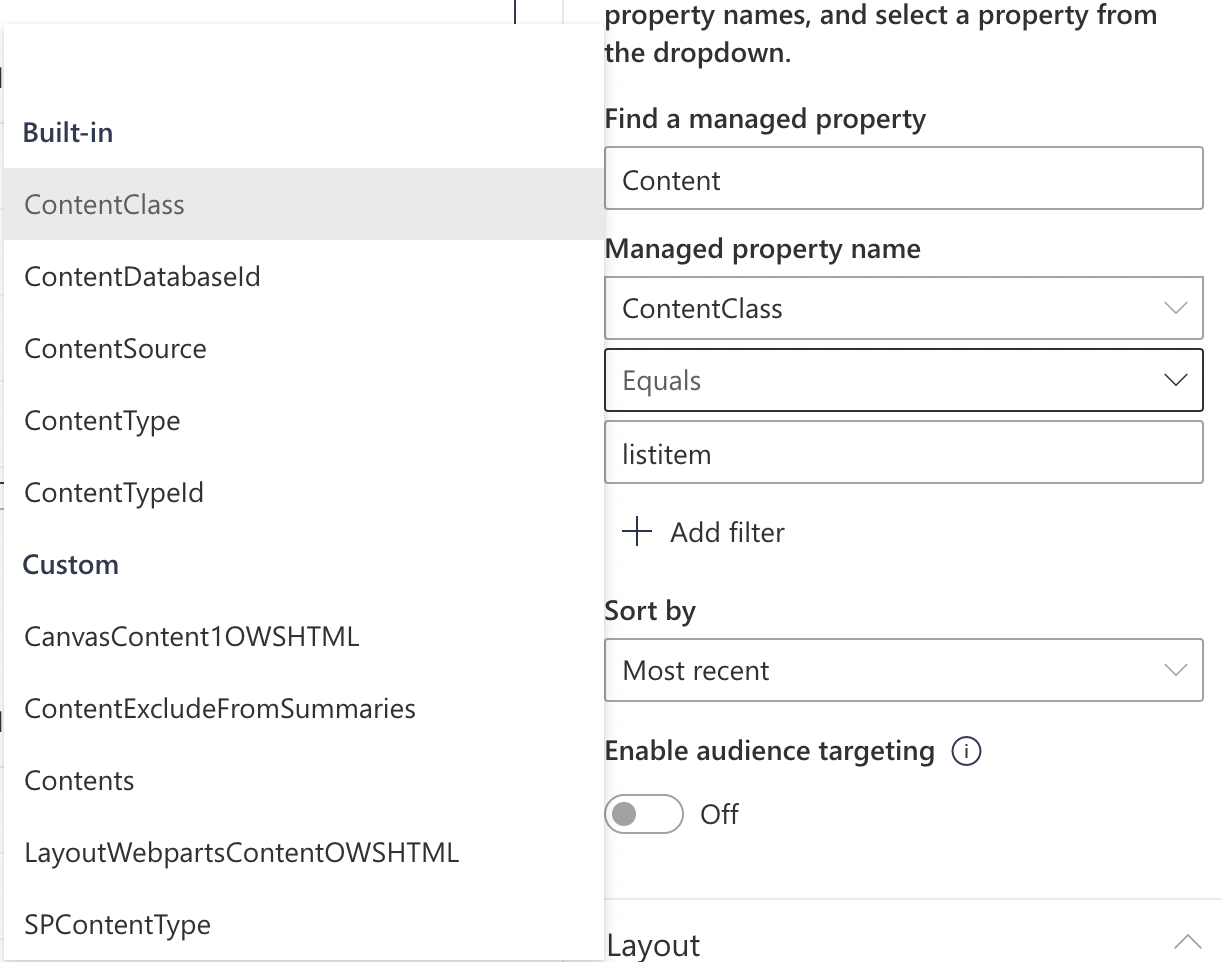 Built-in
ContentClass
ContentDatabaseId
ContentSource
ContentType
ContentTypeId
Custom
CanvasContent1OWSHTML
ContentExcludeFromSummaries
Contents
LayoutWebpartsContentOWSHTML
SPContentType
property names, and select a property from
the dropdown.
Find a managed property
Content
Managed property name
ContentClass
Equals
listitem
Add filter
Sort by
Most recent
Enable audience targeting
Off
Layout